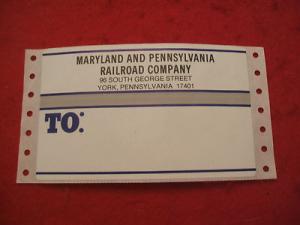 MARYLAND AND PENNSYLVANIA
RAILROAD COMPANY
96 SOUTH GEORGE STREET
YORK, PENNSYLVANIA 17401
TO: